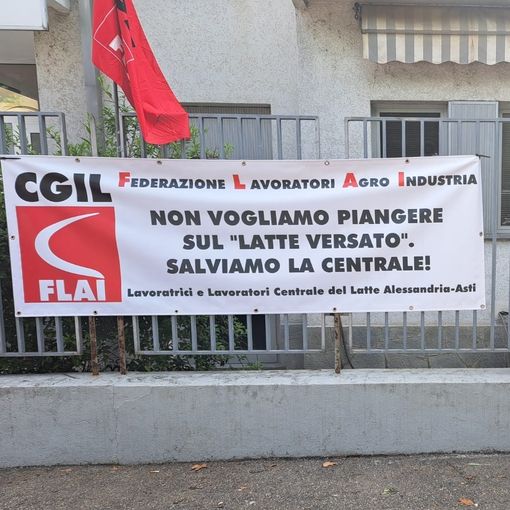 CGIL
FEDERAZIONE LAVORATORI AGRO INDUSTRIA
NON VOGLIAMO PIANGERE
SUL "LATTE VERSATO".
SALVIAMO LA CENTRALE!
FLAI
Lavoratrici e Lavoratori Centrale del Latte Alessandria-Asti